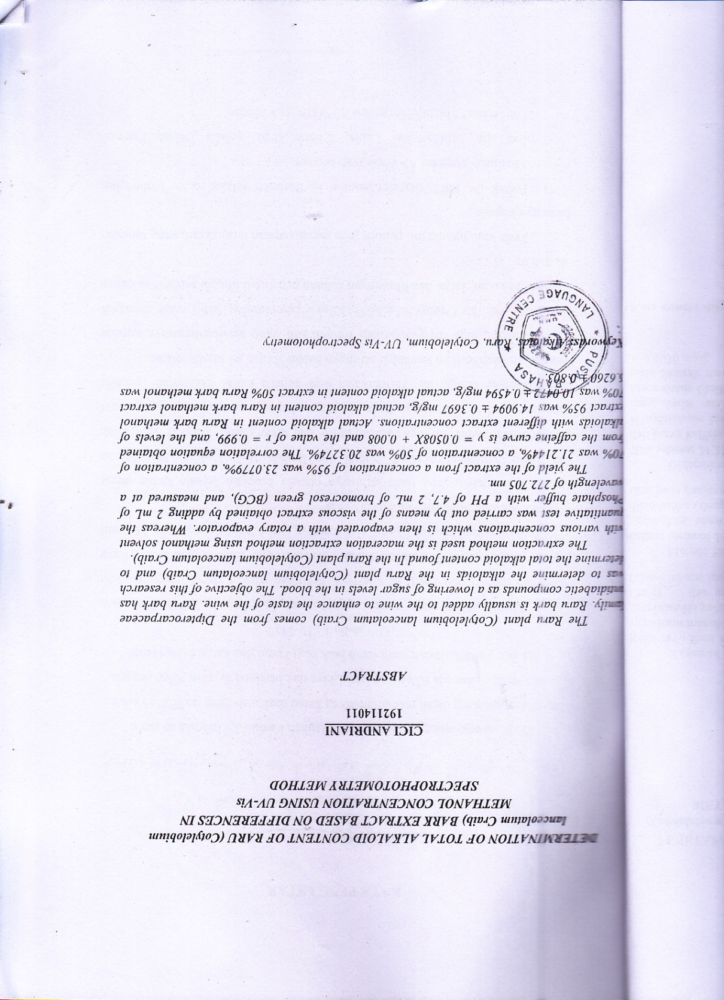 DETERMINATION OF TOTAL ALKALOID CONTENT OF RARU (Cotylelobium
lanceolatum Craib) BARK EXTRACT BASED ON DIFFERENCES IN
METHANOL CONCENTRATION USING UV-Vis
SPECTROPHOTOMETRY METHOD
CICI ANDRIANI
192114011
ABSTRACT
The Raru plant (Cotylelobium lanceolatum Craib) comes from the Dipterocarpaceae
family. Raru bark is usually added to the wine to enhance the taste of the wine. Raru bark has
antidiabetic compounds as a lowering of sugar levels in the blood. The objective of this research
was to determine the alkaloids in the Raru plant (Cotylelobium lanceolatum Craib) and to
determine the total alkaloid content found In the Raru plant (Cotylelobium lanceolatum Craib).
The extraction method used is the maceration extraction method using methanol solvent
with various concentrations which is then evaporated with a rotary evaporator. Whereas the
quantitative test was carried out by means of the viscous extract obtained by adding 2 mL of
Phosphate buffer with a PH of 4.7, 2 mL of bromocresol green (BCG), and measured at a
wavelength of 272.705 nm.
The yield of the extract from a concentration of 95% was 23.0779%, a concentration of
70% was 21.2144%, a concentration of 50% was 20.3274%. The correlation equation obtained
from the caffeine curve is y = 0.0508X + 0.008 and the value of r = 0.999, and the levels of
alkaloids with different extract concentrations. Actual alkaloid content in Raru bark methanol
extract 95% was 14.9094 ± 0.3697 mg/g, actual alkaloid content in Raru bark methanol extract
70% was 10.0472 ± 0.4594 mg/g, actual alkaloid content in extract 50% Raru bark methanol was
5.6260 ± 0.803.
Keywords: Alkaloids, Raru, Cotylelobium, UV-Vis Spectrophotometry
PUSAT BAHASA
LANGUAGE CENTRE
UMN